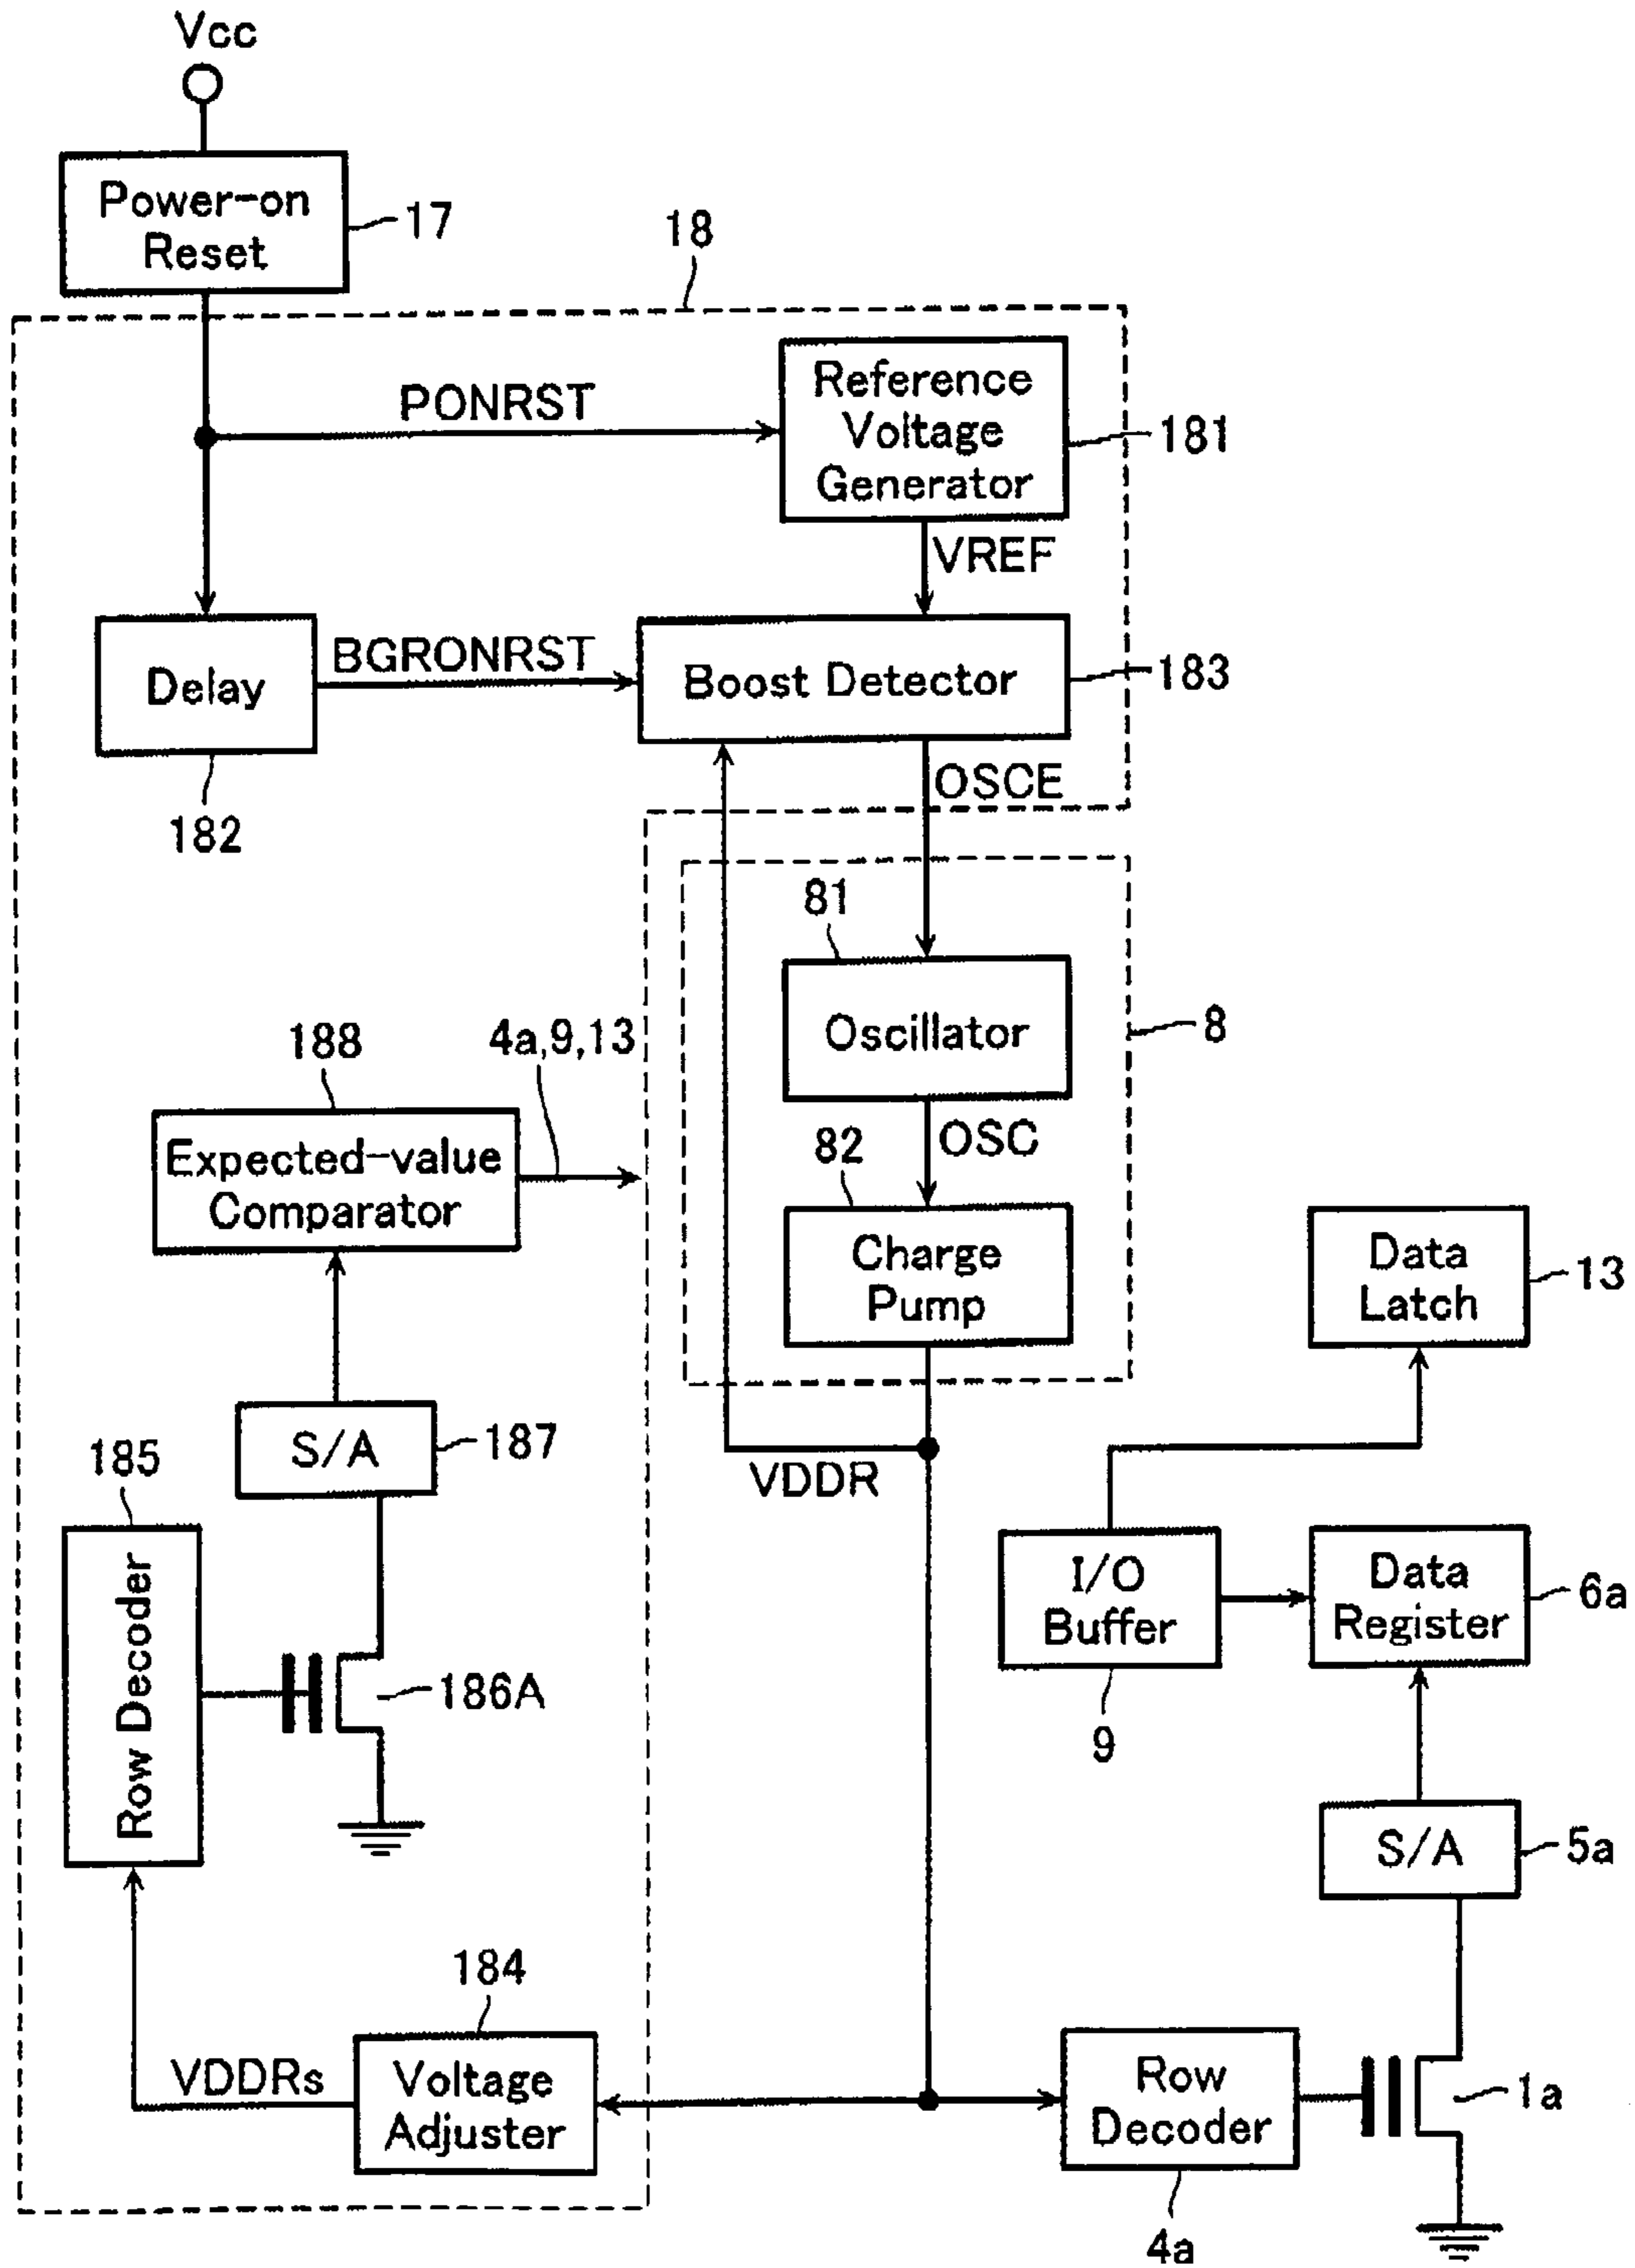 Vcc
Power-on
Reset
17
18
PONRST
Reference
Voltage
Generator
181
VREF
Delay
BGRONRST
Boost Detector
183
182
OSCE
81
Oscillator
8
188
4a,9,13
Expected-value
Comparator
OSC
82
Charge
Pump
Data
Latch
13
S/A
187
185
VDDR
Row Decoder
186A
I/O
Buffer
9
Data
Register
6a
S/A
5a
184
VDDRs
Voltage
Adjuster
Row
Decoder
4a
1a